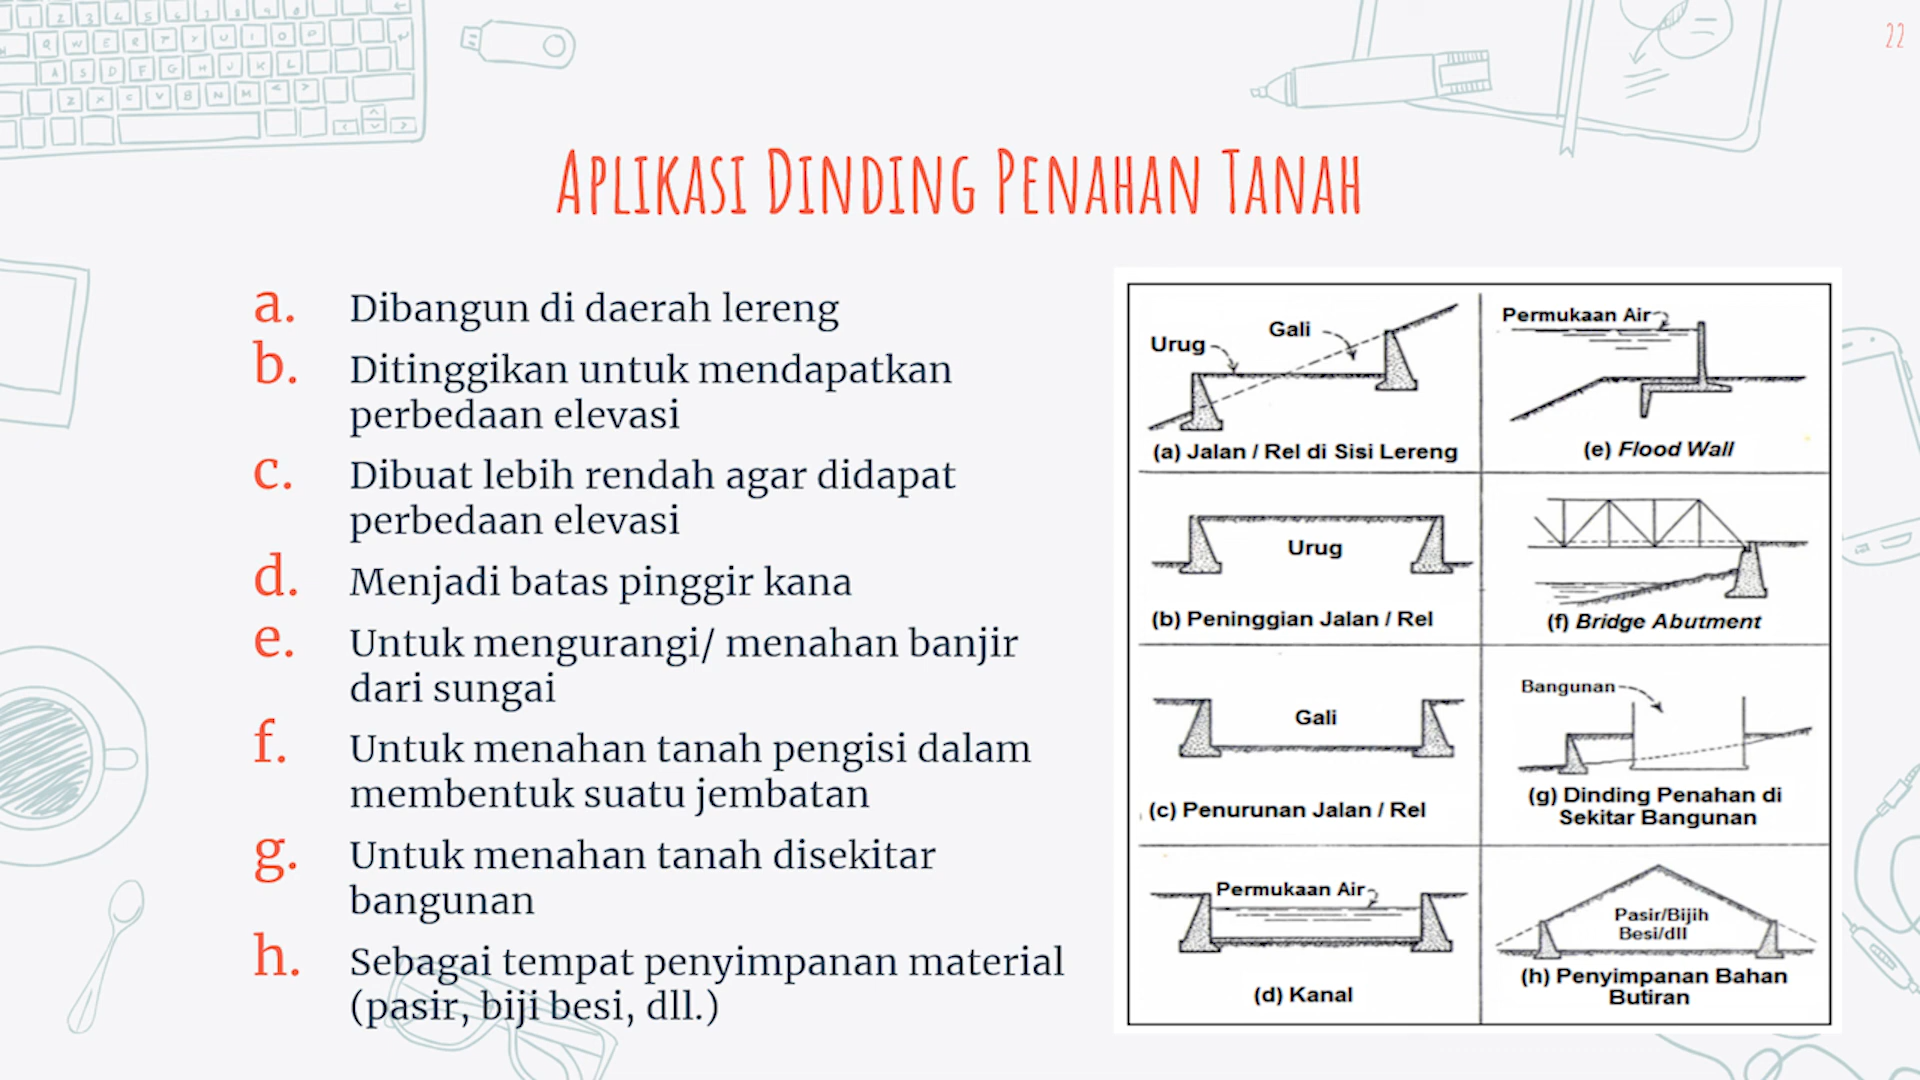 22
Aplikasi Dinding Penahan Tanah
a. Dibangun di daerah lereng
b. Ditinggikan untuk mendapatkan
perbedaan elevasi
c. Dibuat lebih rendah agar didapat
perbedaan elevasi
d. Menjadi batas pinggir kana
e. Untuk mengurangi/ menahan banjir
dari sungai
f. Untuk menahan tanah pengisi dalam
membentuk suatu jembatan
g. Untuk menahan tanah disekitar
bangunan
h. Sebagai tempat penyimpanan material
(pasir, biji besi, dll.)
Urug
Gali
(a) Jalan / Rel di Sisi Lereng
Permukaan Air
(e) Flood Wall
Urug
(b) Peninggian Jalan / Rel
(f) Bridge Abutment
Gali
(c) Penurunan Jalan / Rel
Bangunan
(g) Dinding Penahan di
Sekitar Bangunan
Permukaan Air
(d) Kanal
Pasir/Bijih
Besi/dll
(h) Penyimpanan Bahan
Butiran